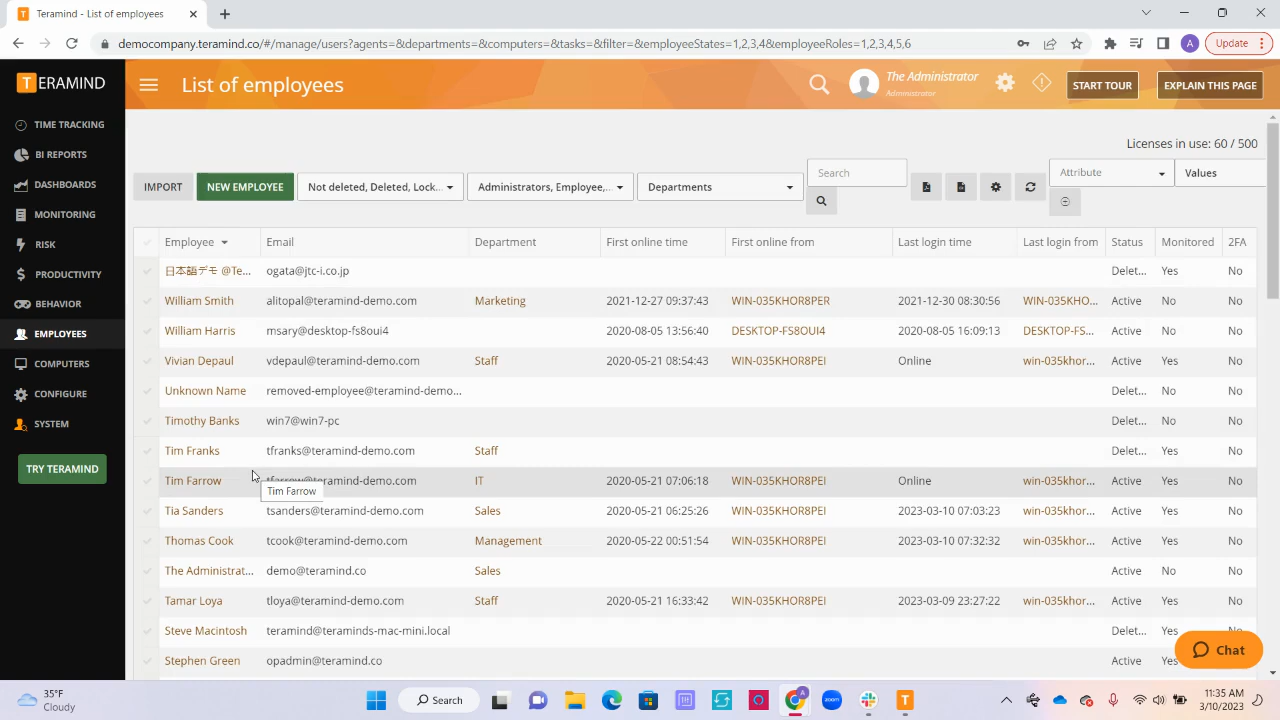 Teramind - List of employees
democompany.teramind.co/#/manage/users?agents=&departments=&computers=&tasks=&filter=&employeeStates=1,2,3,4&employeeRoles=1,2,3,4,5,6
A
Update
TERAMIND
List of employees
The Administrator
Administrator
START TOUR
EXPLAIN THIS PAGE
TIME TRACKING
BI REPORTS
DASHBOARDS
MONITORING
RISK
PRODUCTIVITY
BEHAVIOR
EMPLOYEES
COMPUTERS
CONFIGURE
SYSTEM
TRY TERAMIND
Licenses in use: 60 / 500
IMPORT NEW EMPLOYEE Not deleted, Deleted, Lock... Administrators, Employee,... Departments Search Attribute Values
Employee Email Department First online time First online from Last login time Last login from Status Monitored 2FA
日本語デモ @Te... ogata@jtc-i.co.jp Delet... Yes No
William Smith alitopal@teramind-demo.com Marketing 2021-12-27 09:37:43 WIN-035KHOR8PER 2021-12-30 08:30:56 WIN-035KHO... Active No No
William Harris msary@desktop-fs8oui4 2020-08-05 13:56:40 DESKTOP-FS8OUI4 2020-08-05 16:09:13 DESKTOP-FS... Active No No
Vivian Depaul vdepaul@teramind-demo.com Staff 2020-05-21 08:54:43 WIN-035KHOR8PEI Online win-035khor... Active Yes No
Unknown Name removed-employee@teramind-demo... Delet... No No
Timothy Banks win7@win7-pc Delet... No No
Tim Franks tfranks@teramind-demo.com Staff Delet... Yes No
Tim Farrow tfarrow@teramind-demo.com IT 2020-05-21 07:06:18 WIN-035KHOR8PEI Online win-035khor... Active Yes No
Tim Farrow
Tia Sanders tsanders@teramind-demo.com Sales 2020-05-21 06:25:26 WIN-035KHOR8PEI 2023-03-10 07:03:23 win-035khor... Active Yes No
Thomas Cook tcook@teramind-demo.com Management 2020-05-22 00:51:54 WIN-035KHOR8PEI 2023-03-10 07:32:32 win-035khor... Active Yes No
The Administrat... demo@teramind.co Sales Active No No
Tamar Loya tloya@teramind-demo.com Staff 2020-05-21 16:33:42 WIN-035KHOR8PEI 2023-03-09 23:27:22 win-035khor... Active Yes No
Steve Macintosh teramind@teraminds-mac-mini.local Delet... Yes No
Stephen Green opadmin@teramind.co Active Yes
Chat
35°F
Cloudy
Search
zoom
11:35 AM
3/10/2023